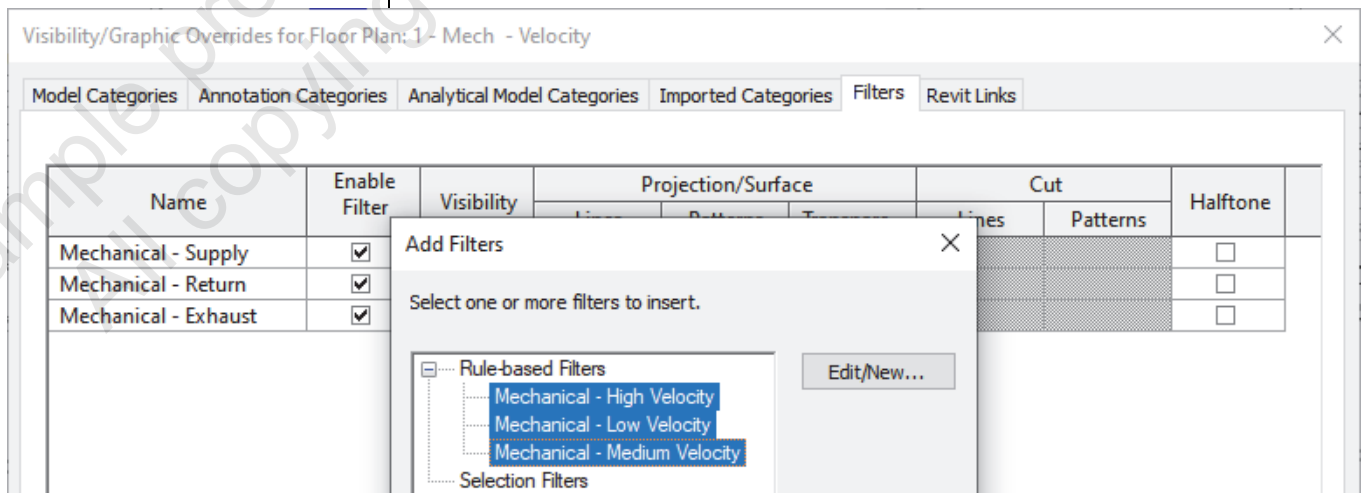 Visibility/Graphic Overrides for Floor Plan: 1 - Mech - Velocity
Model Categories Annotation Categories Analytical Model Categories Imported Categories Filters Revit Links
Name Enable Filter Visibility Projection/Surface Cut Halftone
Lines Patterns
Mechanical - Supply
Mechanical - Return
Mechanical - Exhaust
Add Filters
Select one or more filters to insert.
Rule-based Filters
Edit/New...
Mechanical - High Velocity
Mechanical - Low Velocity
Mechanical - Medium Velocity
Selection Filters
All copying